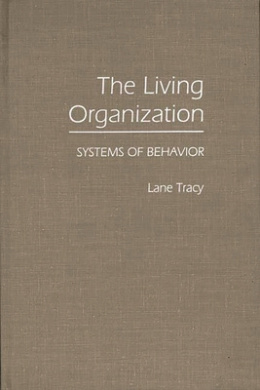 The Living
Organization
SYSTEMS OF BEHAVIOR
Lane Tracy